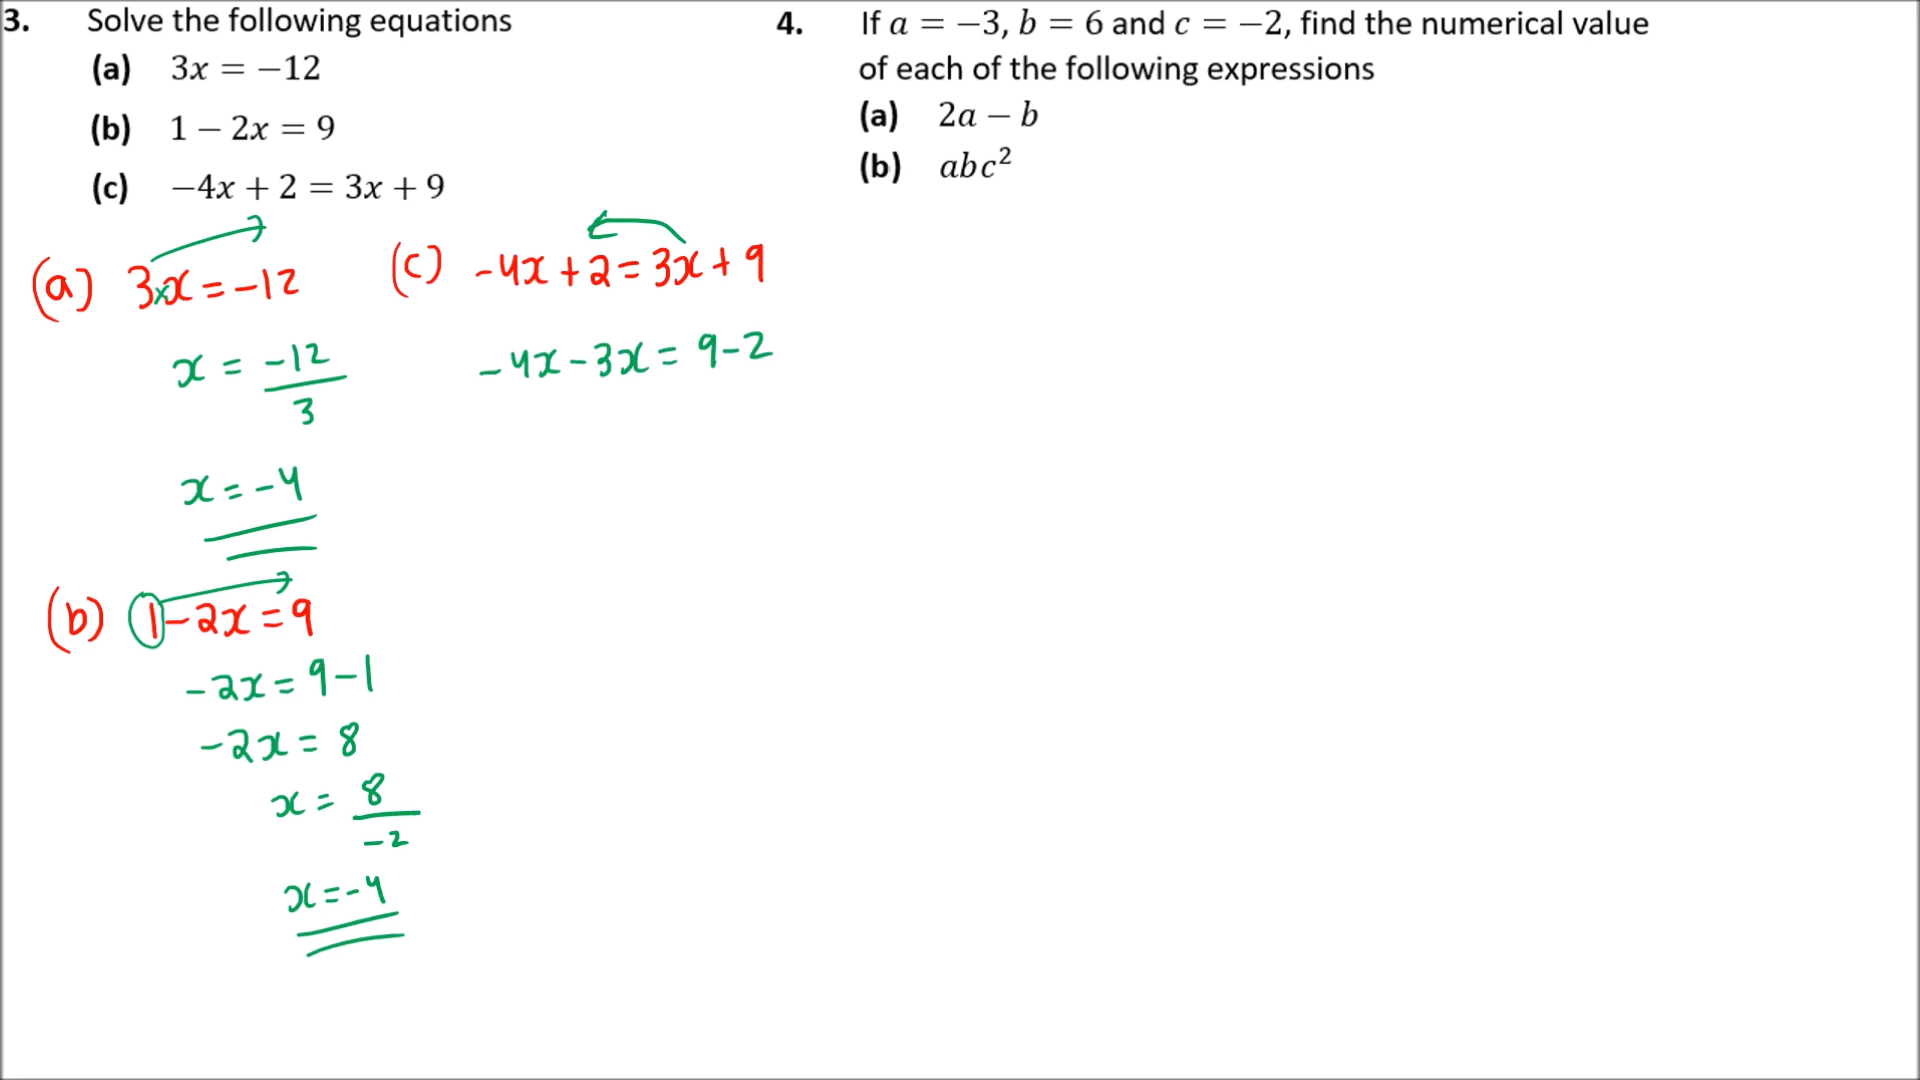 3. Solve the following equations
(a) 3x = −12
(b) 1 − 2x = 9
(c) −4x + 2 = 3x + 9
4. If a = −3, b = 6 and c = −2, find the numerical value
of each of the following expressions
(a) 2a − b
(b) abc²
(a) 3×x = -12
x = -12/3
x = -4
(b) 1 - 2x = 9
-2x = 9 - 1
-2x = 8
x = 8/-2
x = -4
(c) -4x + 2 = 3x + 9
-4x - 3x = 9 - 2